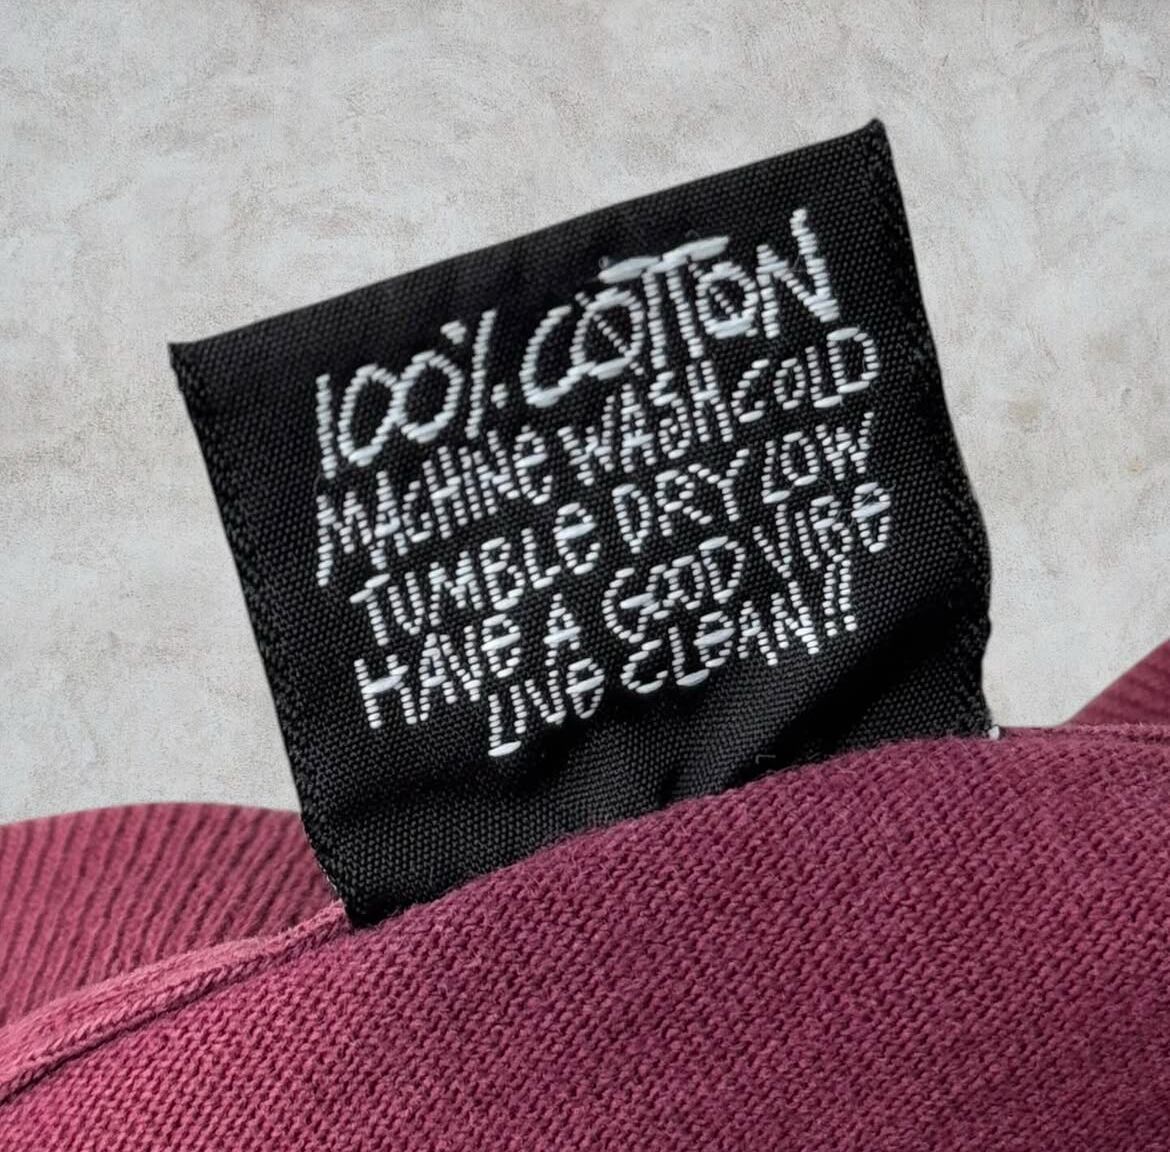 100% COTTON
MACHINE WASH COLD
TUMBLE DRY LOW
HAVE A GOOD VIBE
LIVE CLEAN!!